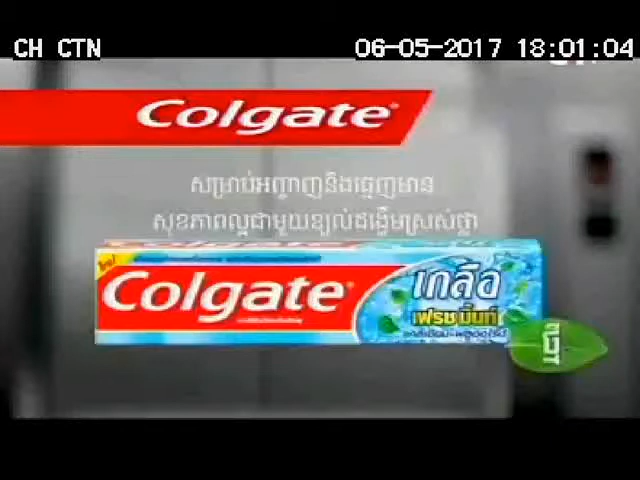 CH CTN
06-05-2017 18:01:04
Colgate
សម្រាប់អញ្ចាញនិងធ្មេញមាន
សុខភាពល្អជាមួយខ្យល់ដង្ហើមស្រស់ថ្លា
Colgate
เกลือ
เฟรช มิ้นท์